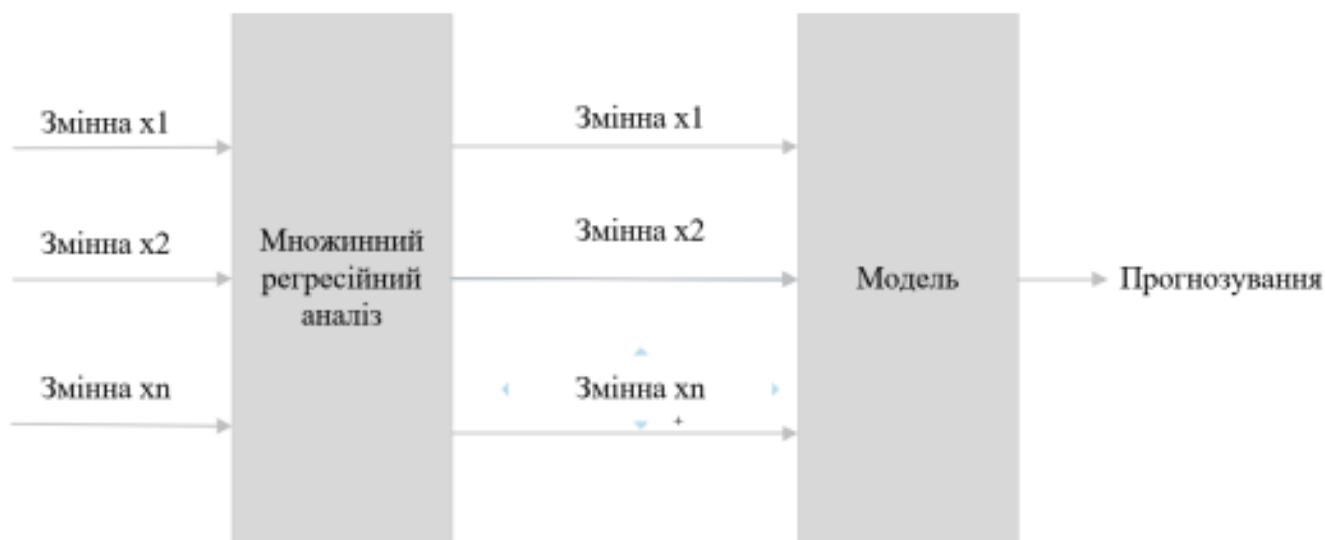 Змінна x1
Змінна x2
Змінна xn
Множинний
регресійний
аналіз
Змінна x1
Змінна x2
Змінна xn
Модель
Прогнозування